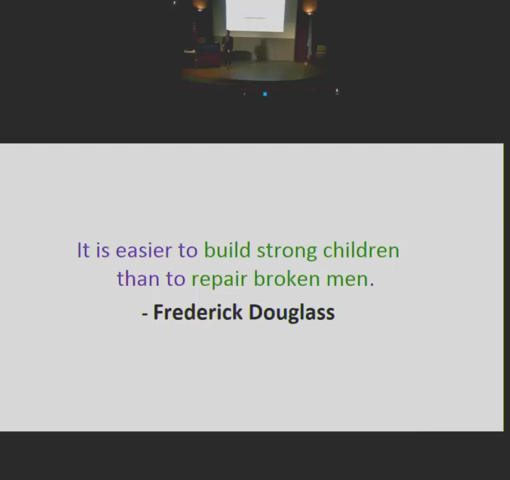 It is easier to build strong children
than to repair broken men.
- Frederick Douglass